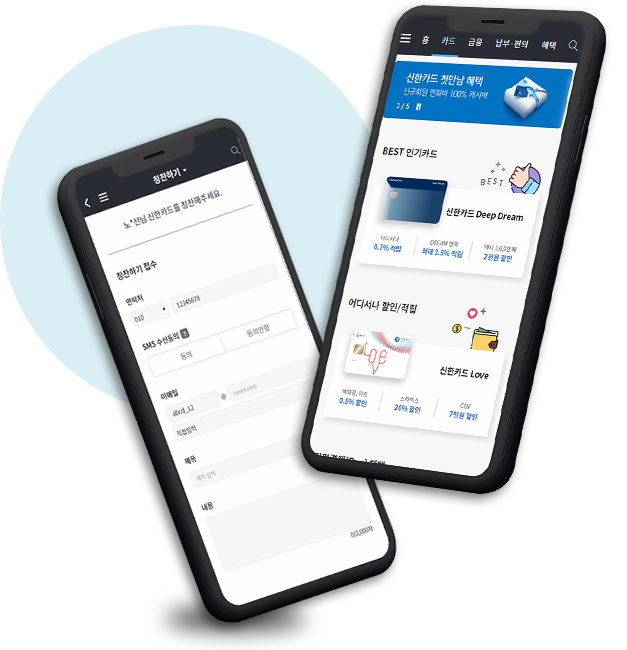 칭찬하기
노*선님 신한카드를 칭찬해주세요.
칭찬하기 접수
연락처
010
12345678
SMS 수신동의 ?
동의
동의안함
이메일
abcd_12
@
naver.com
직접입력
제목
제목 입력
내용
0/2,000자
홈 카드 금융 납부·편의 혜택
신한카드 첫만남 혜택
신규회원 연회비 100% 캐시백
3 / 5
BEST 인기카드
BEST
신한카드 Deep Dream
어디서나
0.7% 적립
DREAM 영역
최대 3.5% 적립
택시 2,6,9번째
2만원 할인
어디서나 할인/적립
Love
신한카드 Love
백화점, 마트
0.5% 할인
스타벅스
20% 할인
CGV
7천원 할인